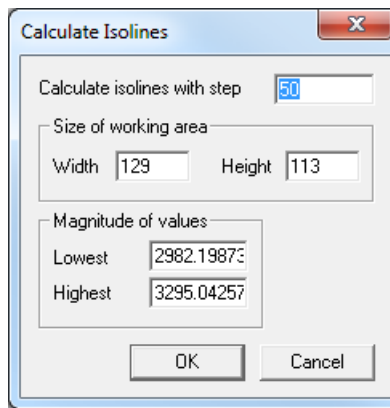 Calculate Isolines
Calculate isolines with step 50
Size of working area
Width 129 Height 113
Magnitude of values
Lowest 2982.19873
Highest 3295.04257
OK Cancel